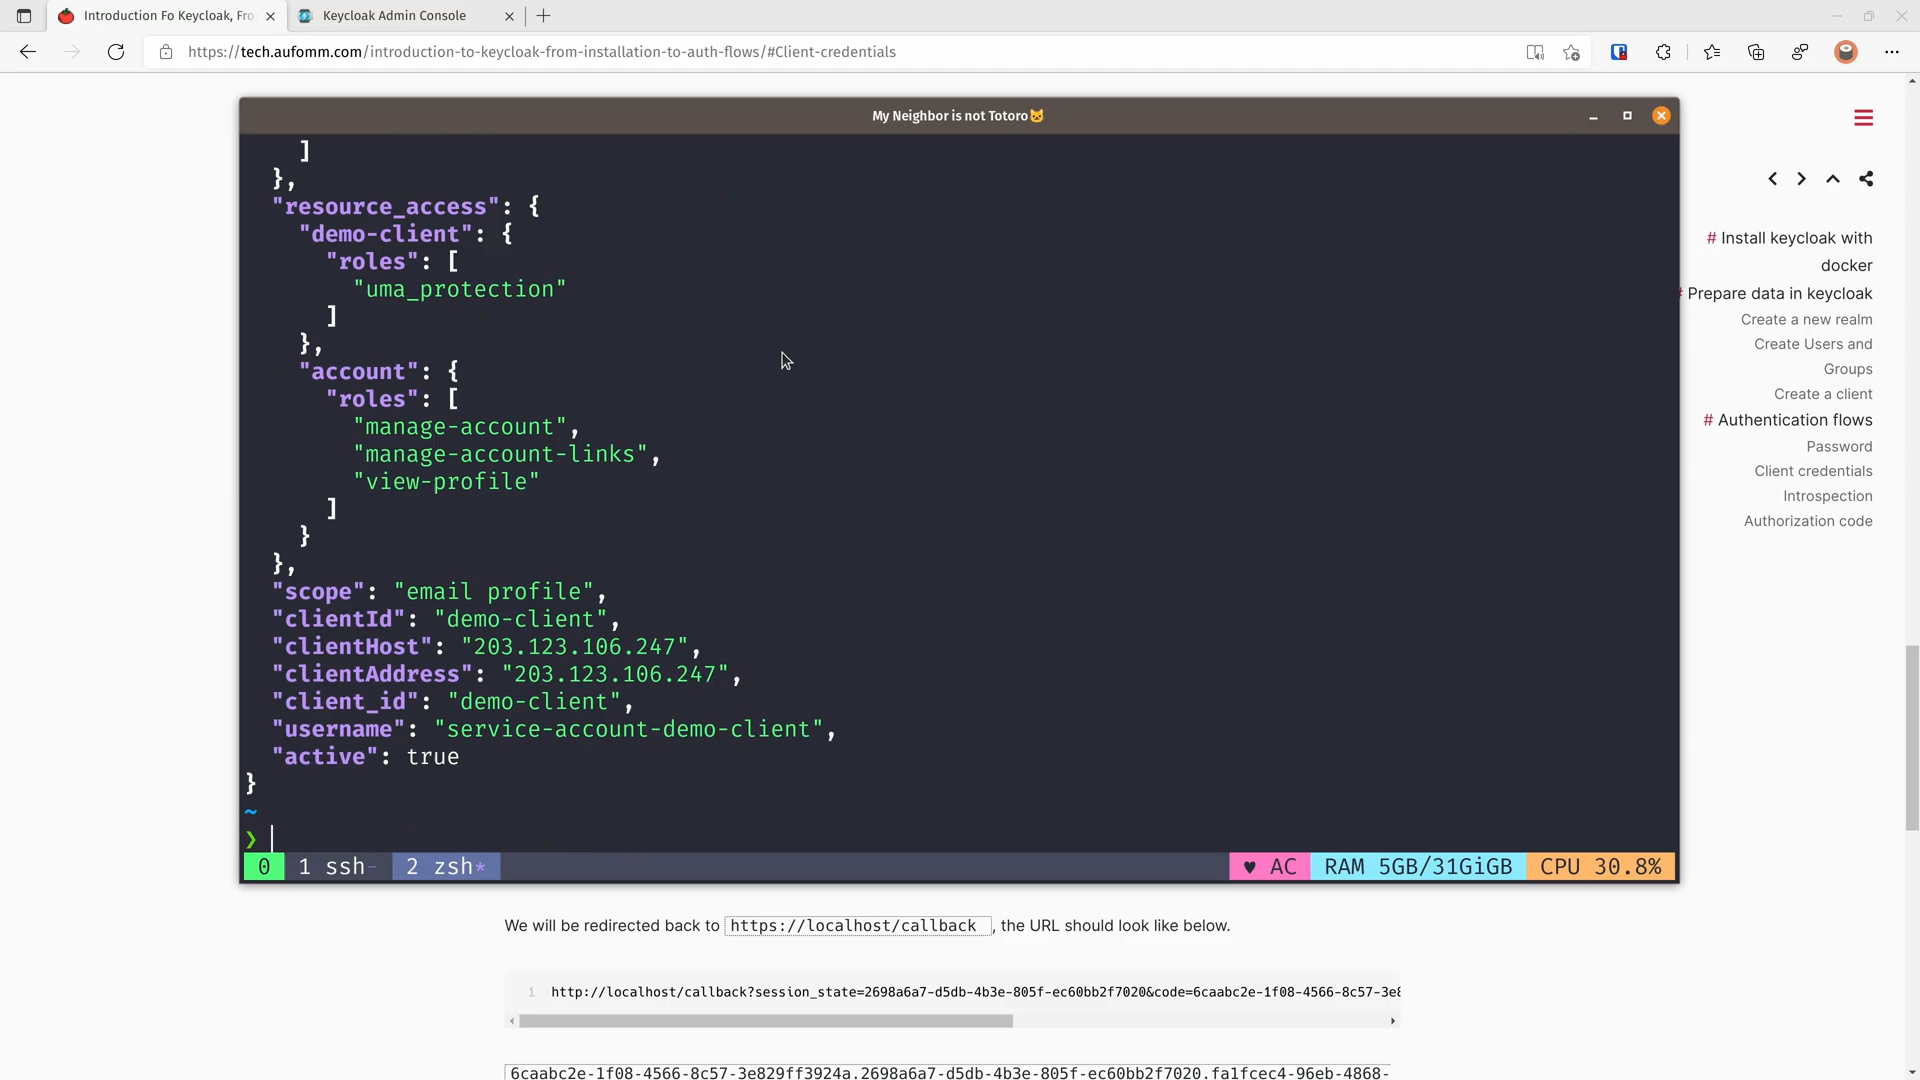 Introduction Fo Keycloak, Fro
Keycloak Admin Console
https://tech.aufomm.com/introduction-to-keycloak-from-installation-to-auth-flows/#Client-credentials
My Neighbor is not Totoro🐱
]
},
"resource_access": {
"demo-client": {
"roles": [
"uma_protection"
]
},
"account": {
"roles": [
"manage-account",
"manage-account-links",
"view-profile"
]
}
},
"scope": "email profile",
"clientId": "demo-client",
"clientHost": "203.123.106.247",
"clientAddress": "203.123.106.247",
"client_id": "demo-client",
"username": "service-account-demo-client",
"active": true
}
~
❯
0 1 ssh- 2 zsh* ♥ AC RAM 5GB/31GiGB CPU 30.8%
# Install keycloak with
docker
# Prepare data in keycloak
Create a new realm
Create Users and
Groups
Create a client
# Authentication flows
Password
Client credentials
Introspection
Authorization code
We will be redirected back to https://localhost/callback , the URL should look like below.
1 http://localhost/callback?session_state=2698a6a7-d5db-4b3e-805f-ec60bb2f7020&code=6caabc2e-1f08-4566-8c57-3e8
6caabc2e-1f08-4566-8c57-3e829ff3924a.2698a6a7-d5db-4b3e-805f-ec60bb2f7020.fa1fcec4-96eb-4868-